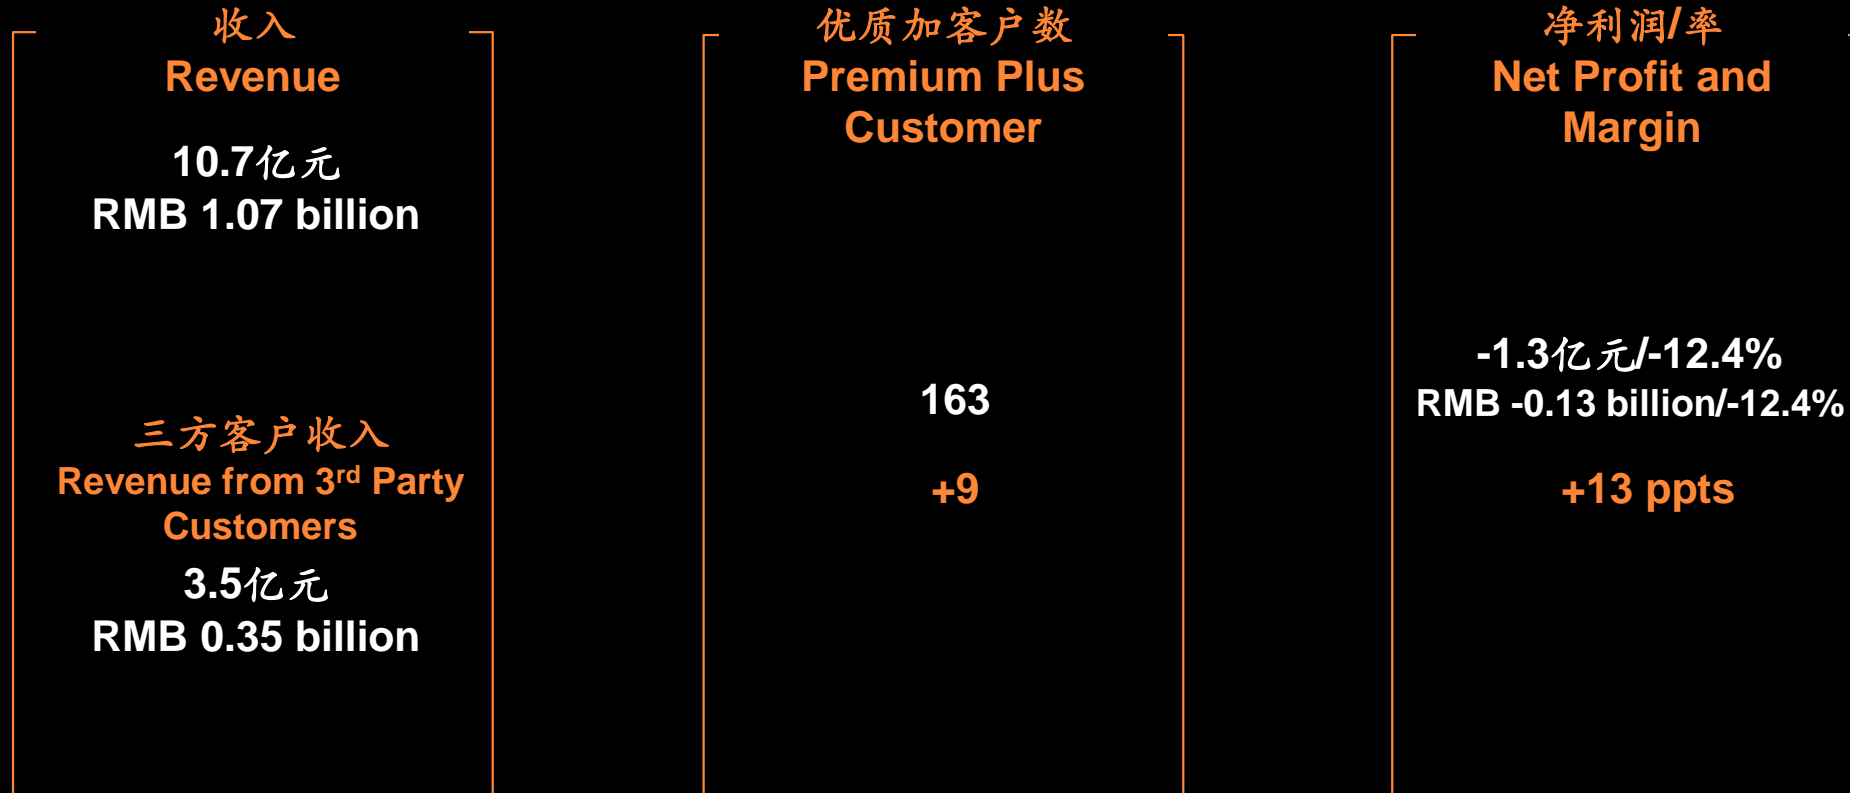 收入
Revenue
10.7亿元
RMB 1.07 billion
三方客户收入
Revenue from 3rd Party
Customers
3.5亿元
RMB 0.35 billion
优质加客户数
Premium Plus
Customer
163
+9
净利润/率
Net Profit and
Margin
-1.3亿元/-12.4%
RMB -0.13 billion/-12.4%
+13 ppts